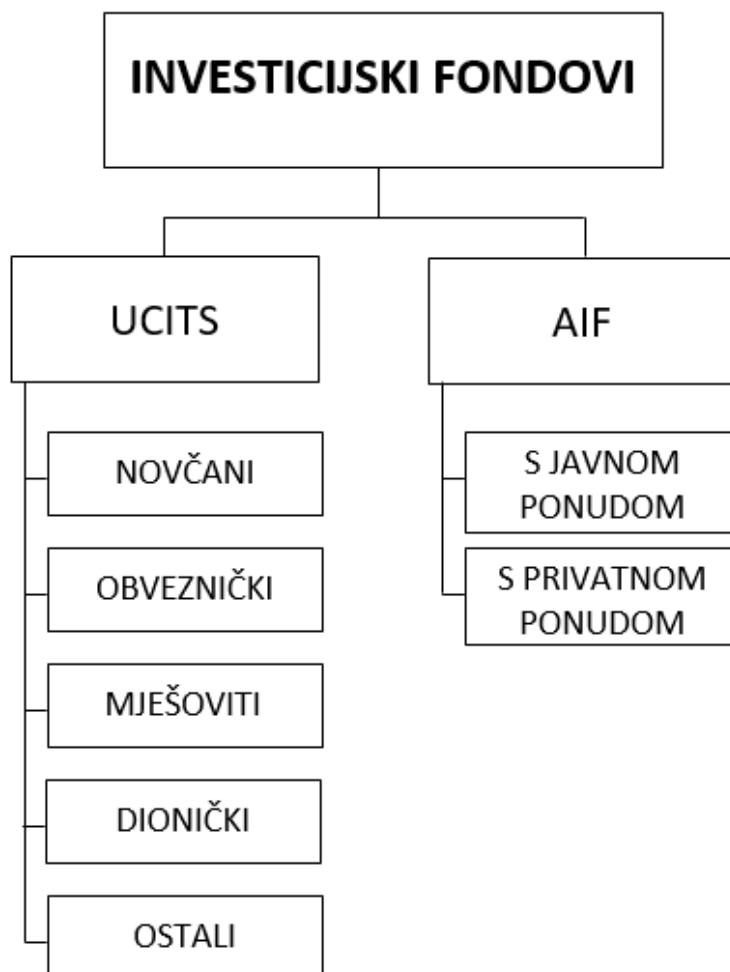 INVESTICIJSKI FONDOVI
UCITS
NOVČANI
OBVEZNIČKI
MJEŠOVITI
DIONIČKI
OSTALI
AIF
S JAVNOM
PONUDOM
S PRIVATNOM
PONUDOM